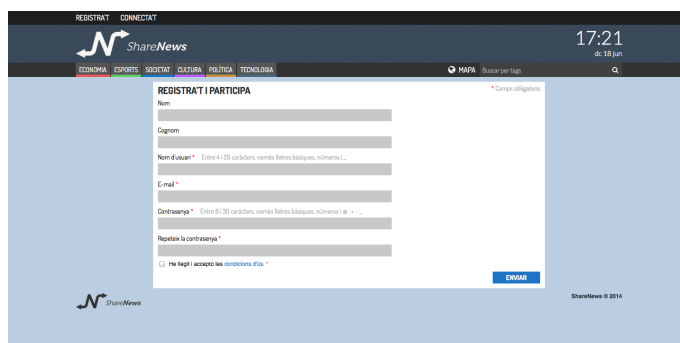 REGISTRA'T CONNECTA'T
ShareNews
17:21
dc 18 jun
ECONOMIA ESPORTS SOCIETAT CULTURA POLÍTICA TECNOLOGIA MAPA Buscar per tags
REGISTRA'T I PARTICIPA
* Camps obligatoris
Nom
Cognom
Nom d'usuari * Entre 4 i 20 caràcters, només lletres bàsiques, números i _
E-mail *
Contrasenya * Entre 8 i 30 caràcters, només lletres bàsiques, números i @ . + - _
Repeteix la contrasenya *
He llegit i accepto les condicions d'ús. *
ENVIAR
ShareNews
ShareNews © 2014